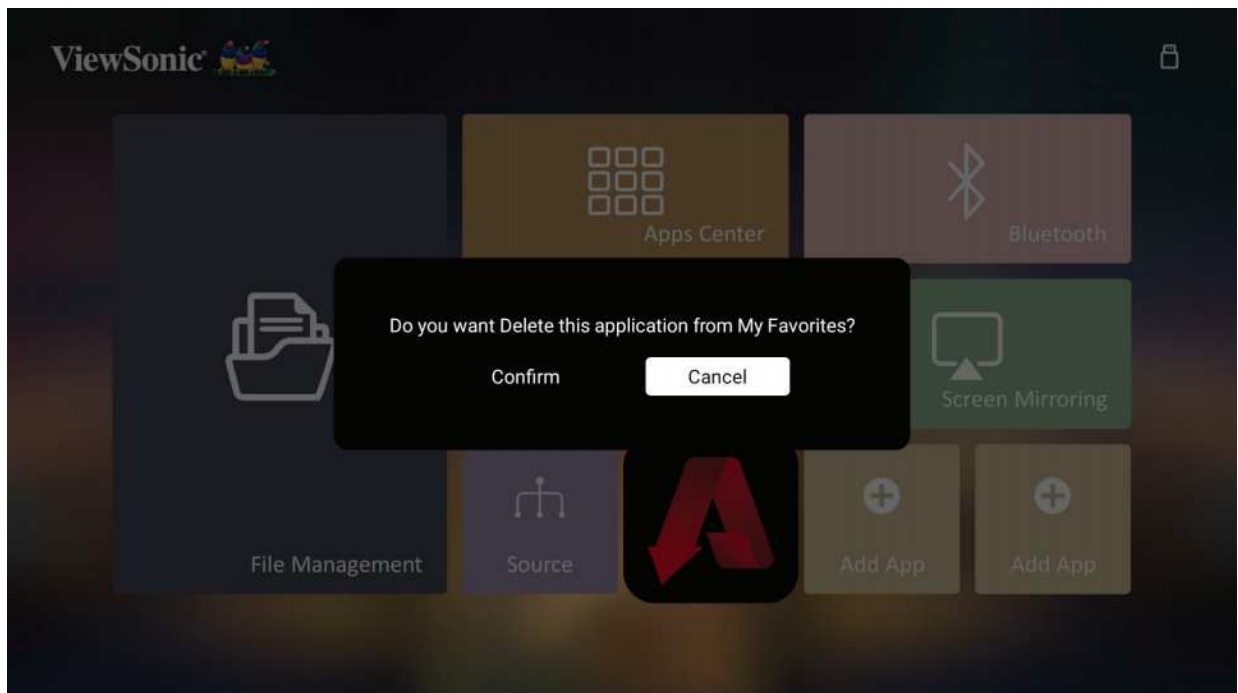 ViewSonic®
Apps Center
Bluetooth
Do you want Delete this application from My Favorites?
Confirm
Cancel
Screen Mirroring
File Management
Source
Add App
Add App